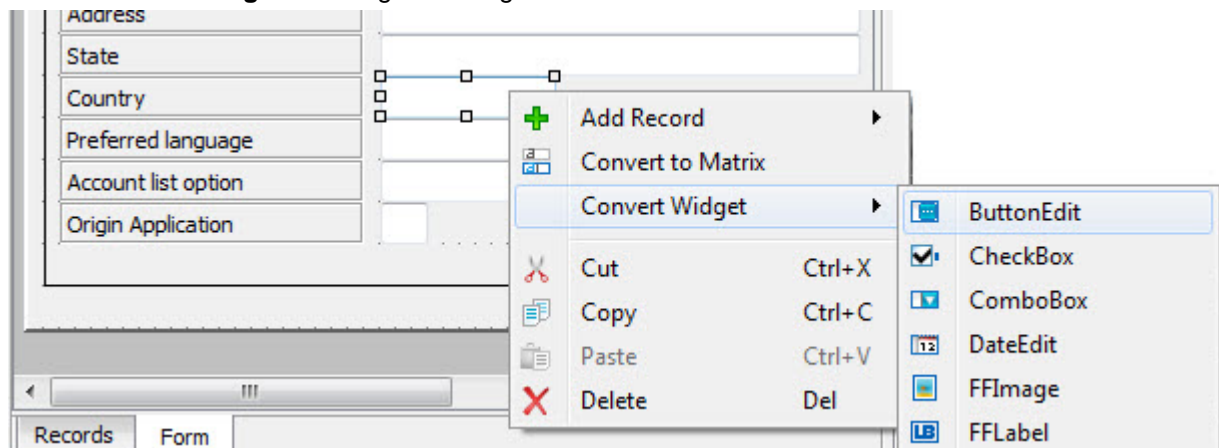 Address
State
Country
Preferred language
Account list option
Origin Application
Add Record
Convert to Matrix
Convert Widget
Cut Ctrl+X
Copy Ctrl+C
Paste Ctrl+V
Delete Del
ButtonEdit
CheckBox
ComboBox
DateEdit
FFImage
FFLabel
Records Form